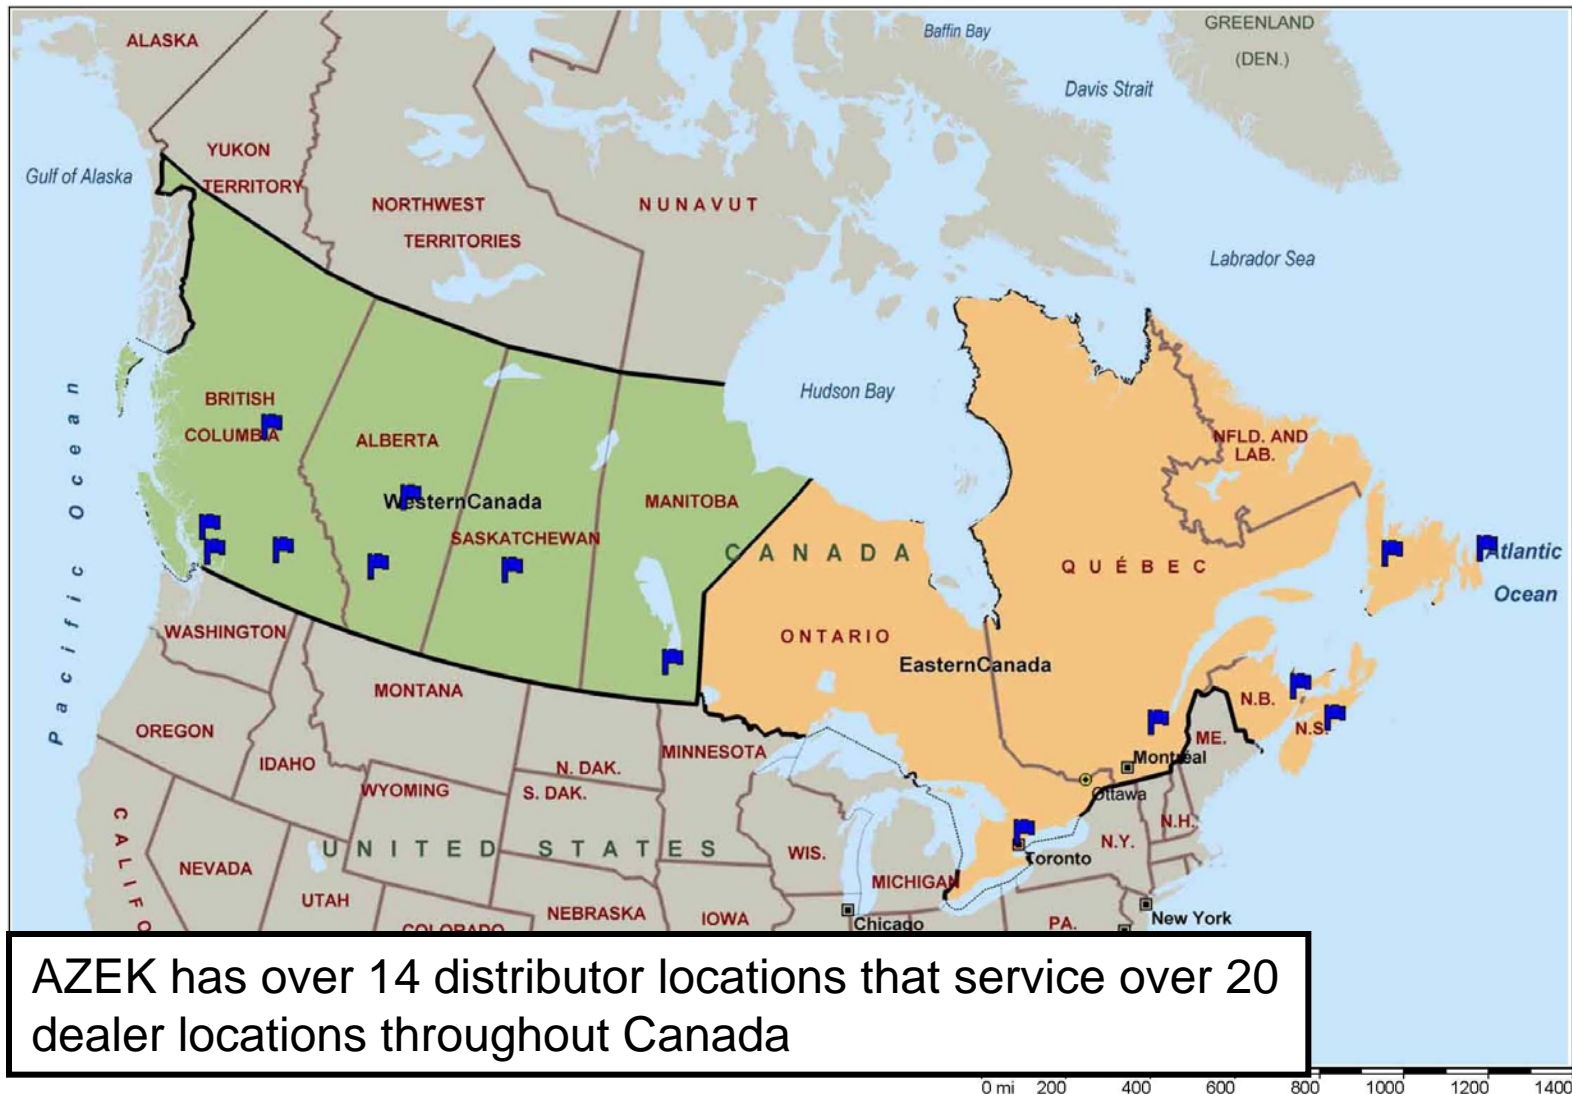 GREENLAND
(DEN.)
Baffin Bay
ALASKA
Davis Strait
YUKON
TERRITORY
Gulf of Alaska
NORTHWEST
TERRITORIES
NUNAVUT
Labrador Sea
Hudson Bay
BRITISH
COLUMBIA
ALBERTA
NFLD. AND
LAB.
WesternCanada
MANITOBA
SASKATCHEWAN
CANADA
QUÉBEC
Atlantic
Ocean
Pacific Ocean
WASHINGTON
ONTARIO
EasternCanada
MONTANA
N.B.
N.S.
OREGON
IDAHO
MINNESOTA
ME.
N. DAK.
Montréal
WYOMING
S. DAK.
Ottawa
N.H.
CALIFO
UNITED STATES
N.Y.
WIS.
Toronto
NEVADA
MICHIGAN
UTAH
NEBRASKA
IOWA
New York
PA.
Chicago
COLORADO
AZEK has over 14 distributor locations that service over 20
dealer locations throughout Canada
0 mi 200 400 600 800 1000 1200 1400